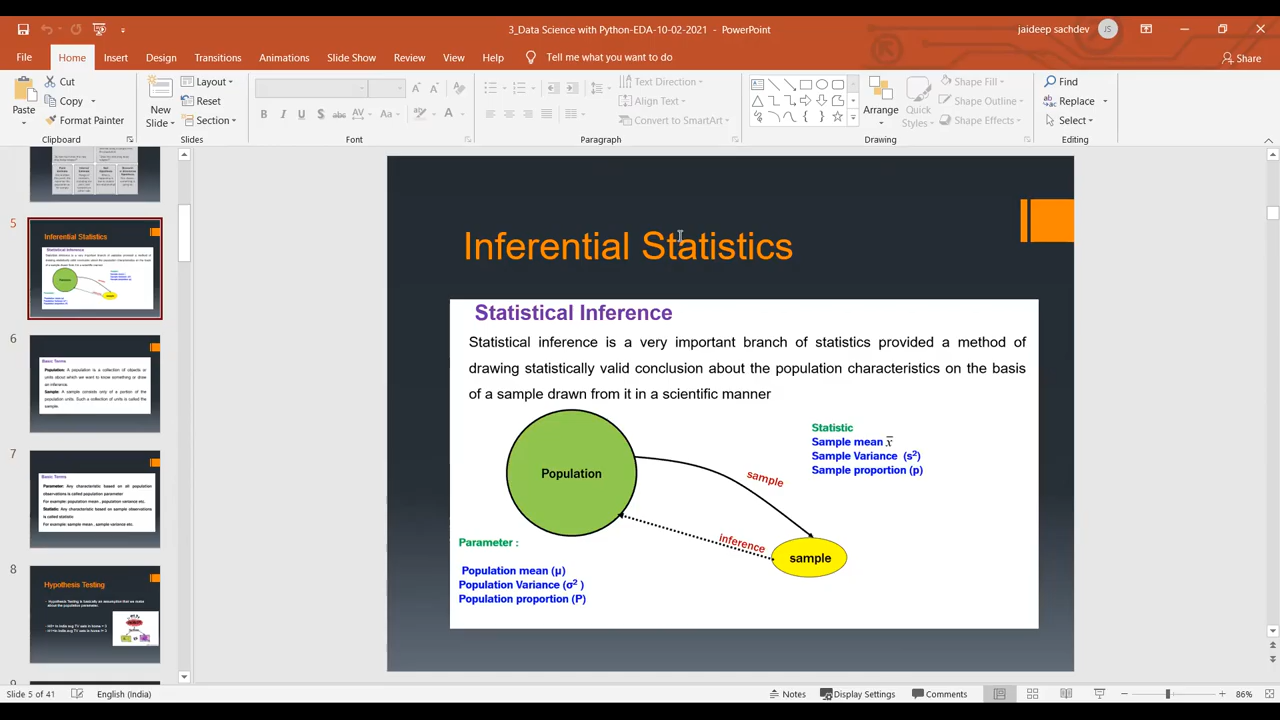 3_Data Science with Python-EDA-10-02-2021 - PowerPoint
jaideep sachdev
JS
File
Home
Insert
Design
Transitions
Animations
Slide Show
Review
View
Help
Tell me what you want to do
Share
Paste
Cut
Copy
Format Painter
Clipboard
New
Slide
Layout
Reset
Section
Slides
Font
Text Direction
Align Text
Convert to SmartArt
Paragraph
Arrange
Quick
Styles
Shape Fill
Shape Outline
Shape Effects
Drawing
Find
Replace
Select
Editing
5
Inferential Statistics
Statistical Inference
6
Basic Terms
Population: A population is a collection of objects or
units about which we want to know something or draw
an inference.
Sample: A sample consists only of a portion of the
population units. Such a collection of units is called the
sample.
7
Basic Terms
Parameter: Any characteristic based on all population
observations is called population parameter
For example: population mean , population variance etc.
Statistic: Any characteristic based on sample observations
is called statistic
For example: sample mean , sample variance etc.
8
Hypothesis Testing
Hypothesis Testing is basically an assumption that we make
about the population parameter.
Inferential Statistics
Statistical Inference
Statistical inference is a very important branch of statistics provided a method of
drawing statistically valid conclusion about the population characteristics on the basis
of a sample drawn from it in a scientific manner
Population
sample
Statistic
Sample mean x̅
Sample Variance (s²)
Sample proportion (p)
inference
sample
Parameter :
Population mean (μ)
Population Variance (σ² )
Population proportion (P)
Slide 5 of 41
English (India)
Notes
Display Settings
Comments
86%